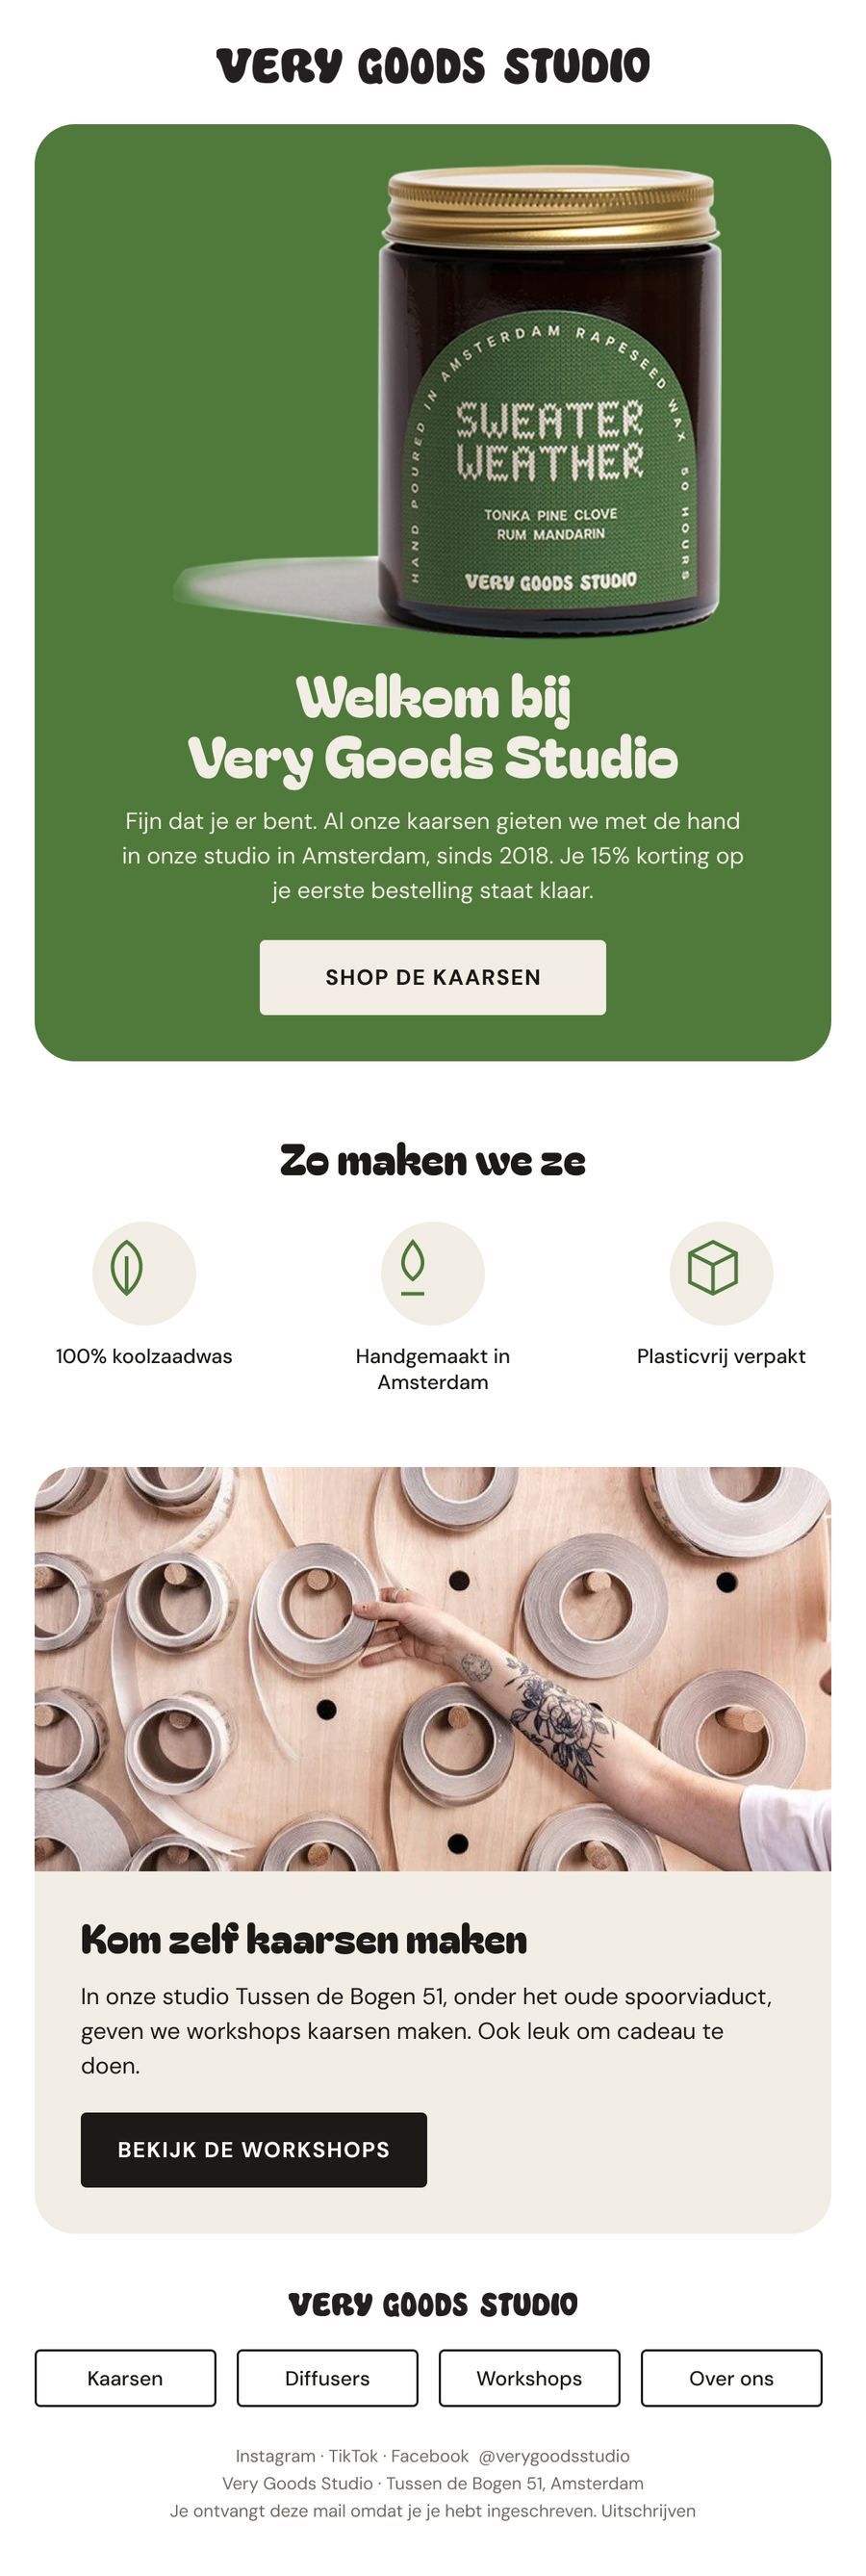 VERY GOODS STUDIO
HAND POURED IN AMSTERDAM RAPESEED WAX 50 HOURS
SWEATER
WEATHER
TONKA PINE CLOVE
RUM MANDARIN
VERY GOODS STUDIO
Welkom bij
Very Goods Studio
Fijn dat je er bent. Al onze kaarsen gieten we met de hand
in onze studio in Amsterdam, sinds 2018. Je 15% korting op
je eerste bestelling staat klaar.
SHOP DE KAARSEN
Zo maken we ze
100% koolzaadwas
Handgemaakt in
Amsterdam
Plasticvrij verpakt
Kom zelf kaarsen maken
In onze studio Tussen de Bogen 51, onder het oude spoorviaduct,
geven we workshops kaarsen maken. Ook leuk om cadeau te
doen.
BEKIJK DE WORKSHOPS
VERY GOODS STUDIO
Kaarsen
Diffusers
Workshops
Over ons
Instagram · TikTok · Facebook @verygoodsstudio
Very Goods Studio · Tussen de Bogen 51, Amsterdam
Je ontvangt deze mail omdat je je hebt ingeschreven. Uitschrijven